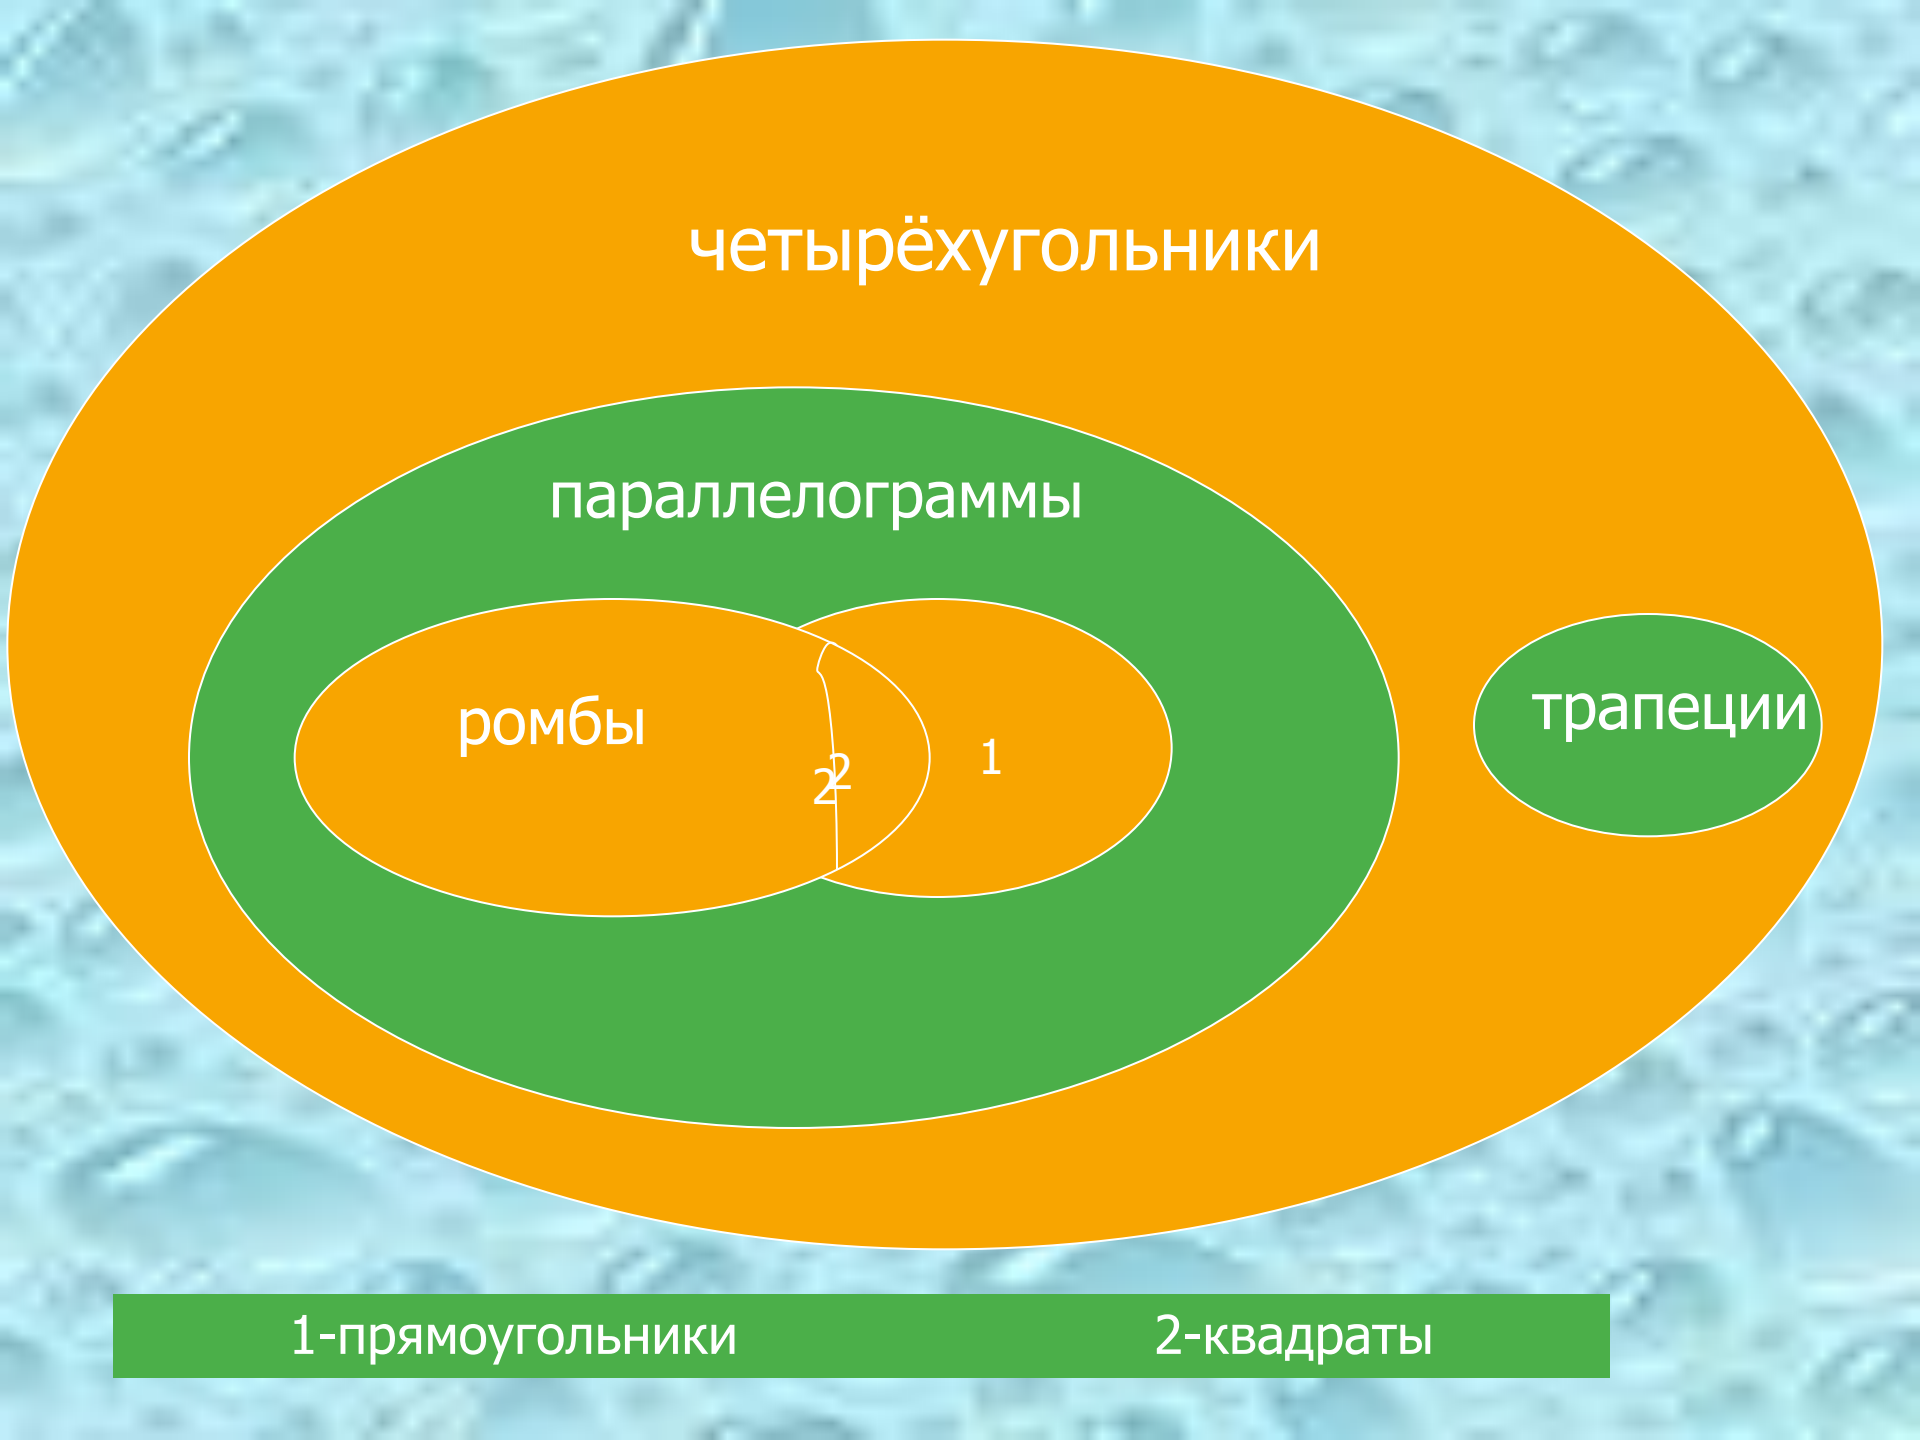 четырёхугольники
параллелограммы
ромбы
трапеции
1
2
2
1-прямоугольники 2-квадраты